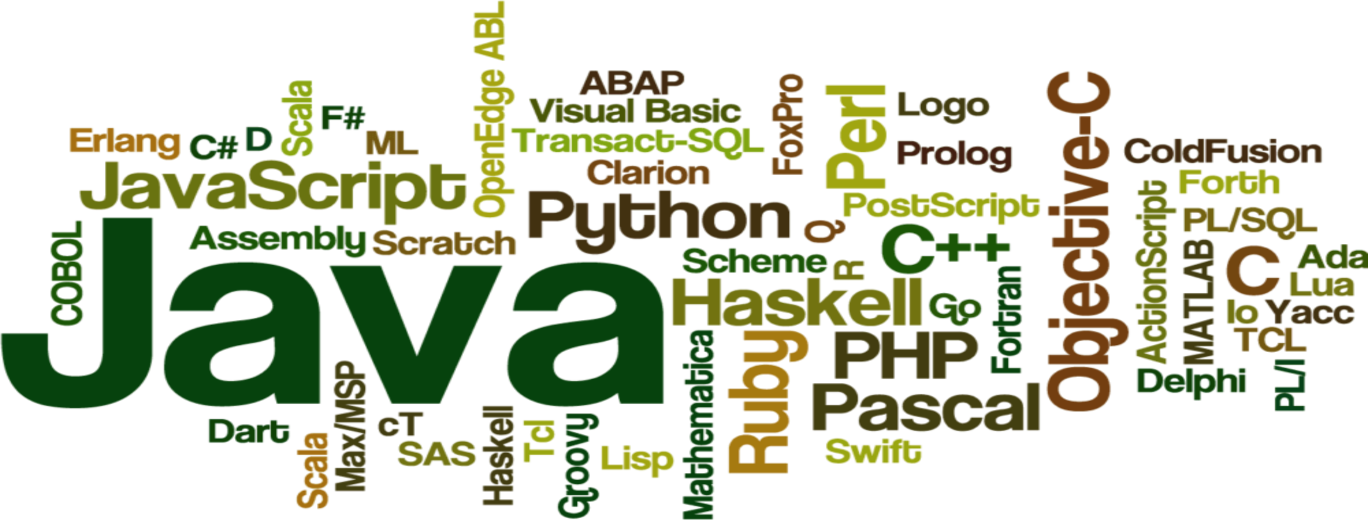 OpenEdge ABL
ABAP
Visual Basic
Transact-SQL
Clarion
FoxPro
Perl
Logo
Prolog
Objective-C
ColdFusion
Forth
PL/SQL
ActionScript
MATLAB
C
Ada
Lua
Io
Yacc
TCL
Delphi
PL/I
Erlang
C#
D
Scala
F#
ML
JavaScript
Python
PostScript
Q
C++
COBOL
Assembly
Scratch
Scheme
R
Java
Haskell
Go
Fortran
PHP
Ruby
Pascal
Mathematica
Swift
Dart
Scala
Max/MSP
cT
SAS
Haskell
Tcl
Groovy
Lisp